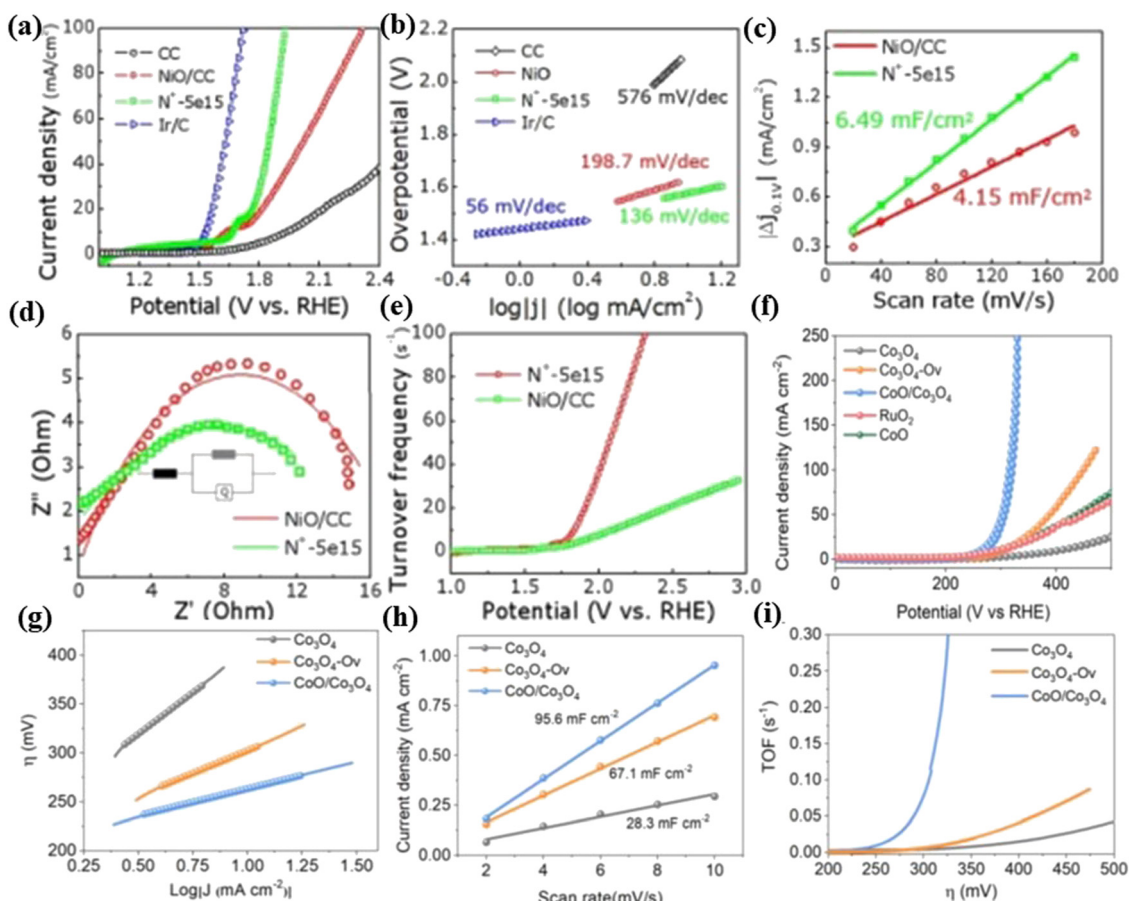 (a)
100
80
60
40
20
0
Current density (mA/cm²)
CC
NiO/CC
N⁺-5e15
Ir/C
1.2 1.5 1.8 2.1 2.4
Potential (V vs. RHE)
(b)
2.2
2.0
1.8
1.6
1.4
Overpotential (V)
CC
NiO
N⁺-5e15
Ir/C
576 mV/dec
198.7 mV/dec
136 mV/dec
56 mV/dec
-0.4 0.0 0.4 0.8 1.2
log|j| (log mA/cm²)
(c)
1.5
1.2
0.9
0.6
0.3
|Δj₀.₁ᵥ| (mA/cm²)
NiO/CC
N⁺-5e15
6.49 mF/cm²
4.15 mF/cm²
0 40 80 120 160 200
Scan rate (mV/s)
(d)
6
5
4
3
2
1
Z'' (Ohm)
Q
NiO/CC
N⁺-5e15
0 4 8 12 16
Z' (Ohm)
(e)
100
80
60
40
20
0
Turnover frequency (s⁻¹)
N⁺-5e15
NiO/CC
1.0 1.5 2.0 2.5 3.0
Potential (V vs. RHE)
(f)
250
200
150
100
50
0
Current density (mA cm⁻²)
Co₃O₄
Co₃O₄-Ov
CoO/Co₃O₄
RuO₂
CoO
0 200 400
Potential (V vs RHE)
(g)
400
350
300
250
200
η (mV)
Co₃O₄
Co₃O₄-Ov
CoO/Co₃O₄
0.25 0.50 0.75 1.00 1.25 1.50
Log|J (mA cm⁻²)|
(h)
1.00
0.75
0.50
0.25
0.00
Current density (mA cm⁻²)
Co₃O₄
Co₃O₄-Ov
CoO/Co₃O₄
95.6 mF cm⁻²
67.1 mF cm⁻²
28.3 mF cm⁻²
2 4 6 8 10
Scan rate(mV/s)
(i)
0.30
0.25
0.20
0.15
0.10
0.05
0.00
TOF (s⁻¹)
Co₃O₄
Co₃O₄-Ov
CoO/Co₃O₄
200 250 300 350 400 450 500
η (mV)